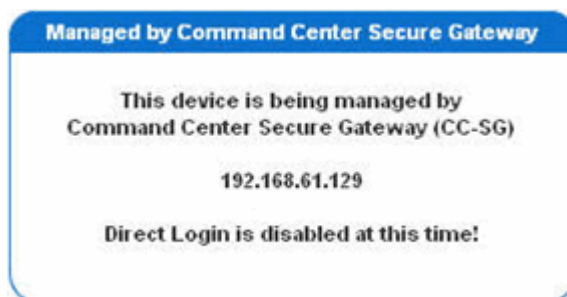 Managed by Command Center Secure Gateway
This device is being managed by
Command Center Secure Gateway (CC-SG)
192.168.61.129
Direct Login is disabled at this time!